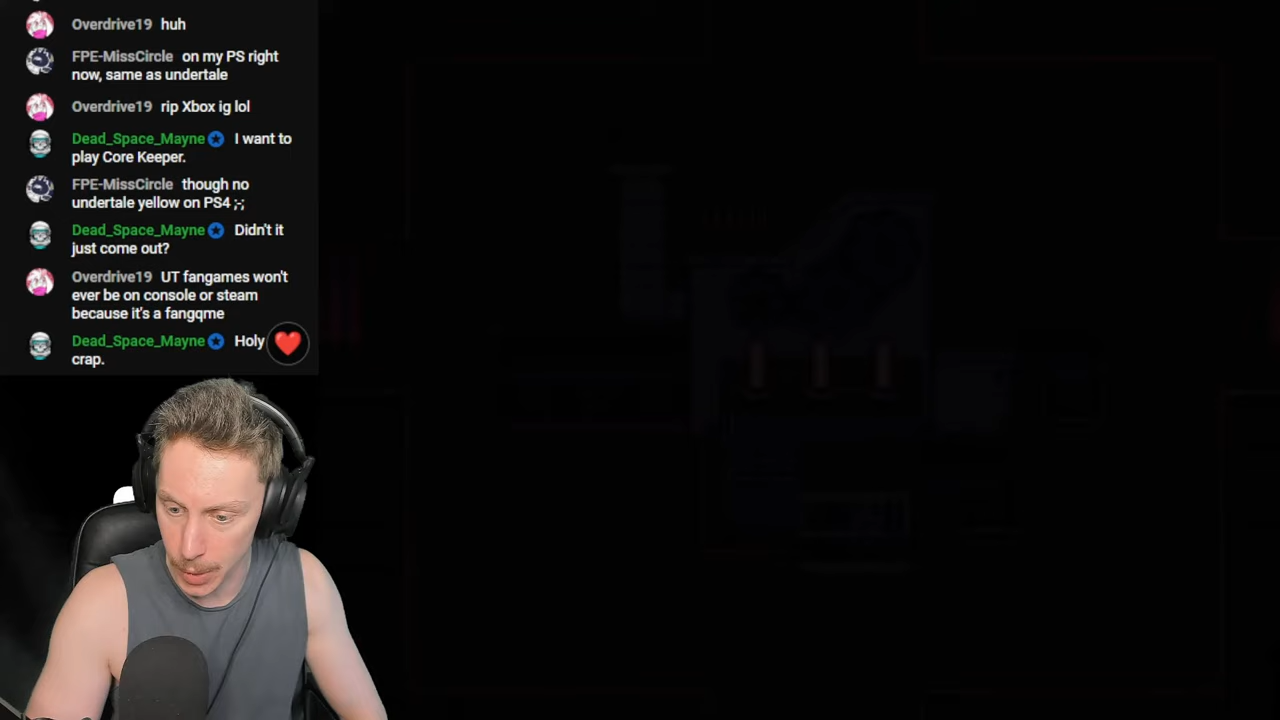 Overdrive19 huh
FPE-MissCircle on my PS right
now, same as undertale
Overdrive19 rip Xbox ig lol
Dead_Space_Mayne I want to
play Core Keeper.
FPE-MissCircle though no
undertale yellow on PS4 ;-;
Dead_Space_Mayne Didn't it
just come out?
Overdrive19 UT fangames won't
ever be on console or steam
because it's a fangqme
Dead_Space_Mayne Holy
crap.